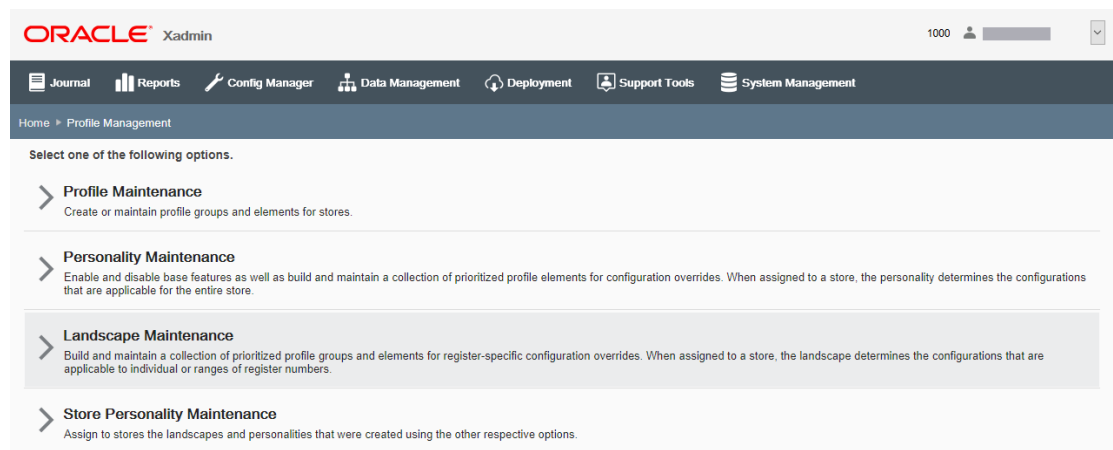 ORACLE® Xadmin
1000
Journal Reports Config Manager Data Management Deployment Support Tools System Management
Home Profile Management
Select one of the following options.
Profile Maintenance
Create or maintain profile groups and elements for stores.
Personality Maintenance
Enable and disable base features as well as build and maintain a collection of prioritized profile elements for configuration overrides. When assigned to a store, the personality determines the configurations
that are applicable for the entire store.
Landscape Maintenance
Build and maintain a collection of prioritized profile groups and elements for register-specific configuration overrides. When assigned to a store, the landscape determines the configurations that are
applicable to individual or ranges of register numbers.
Store Personality Maintenance
Assign to stores the landscapes and personalities that were created using the other respective options.